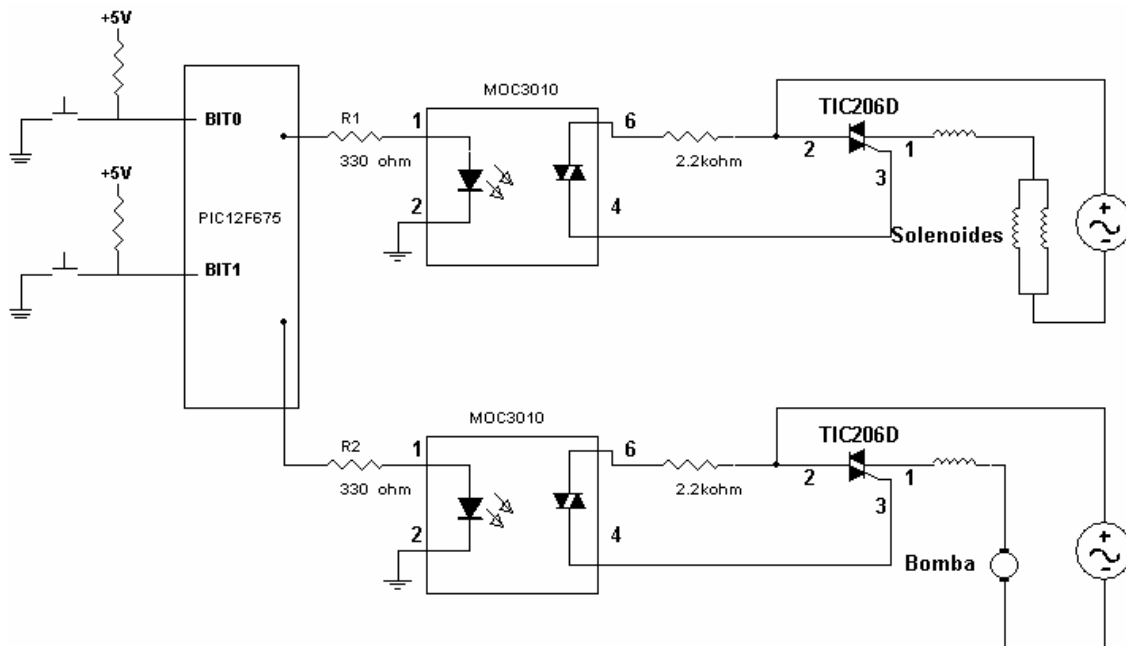 +5V
BIT0
+5V
BIT1
PIC12F675
R1
330 ohm
1
2
MOC3010
6
4
2.2kohm
TIC206D
2
1
3
Solenoides
+
~
-
R2
330 ohm
1
2
MOC3010
6
4
2.2kohm
TIC206D
2
1
3
Bomba
+
~
-